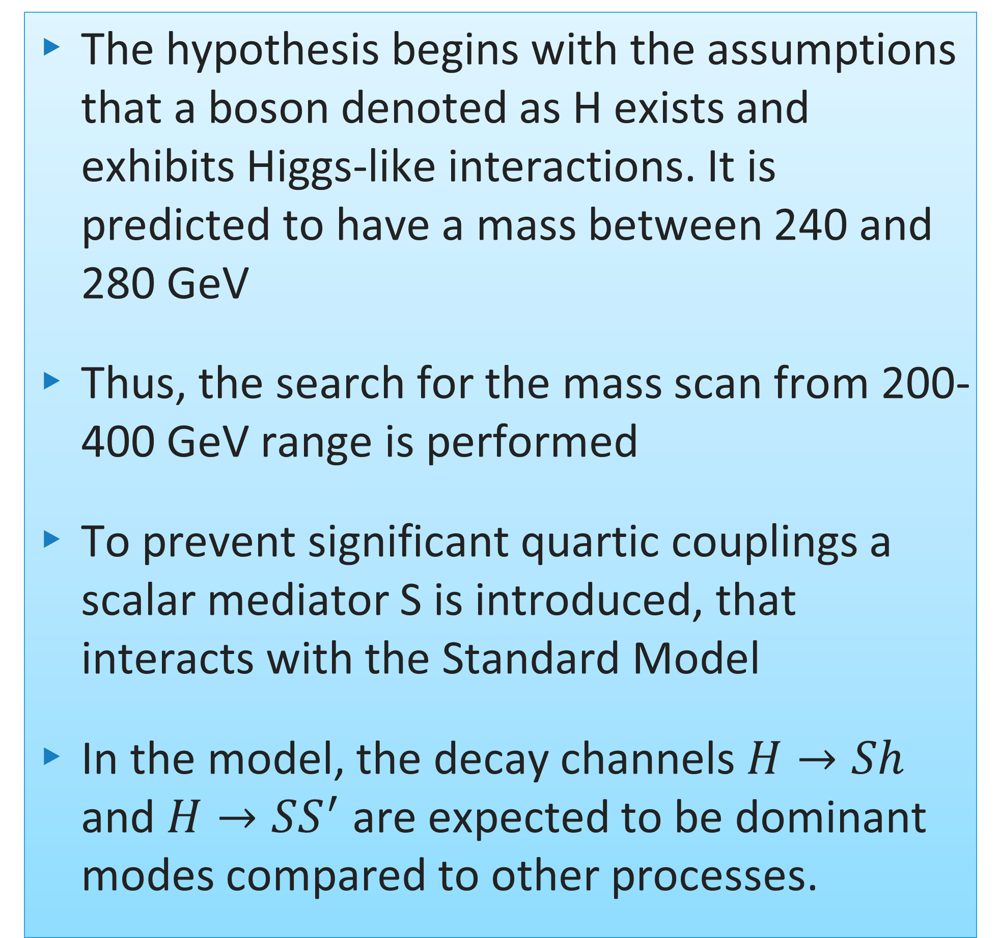 The hypothesis begins with the assumptions
that a boson denoted as H exists and
exhibits Higgs-like interactions. It is
predicted to have a mass between 240 and
280 GeV
Thus, the search for the mass scan from 200-
400 GeV range is performed
To prevent significant quartic couplings a
scalar mediator S is introduced, that
interacts with the Standard Model
In the model, the decay channels 𝐻 → 𝑆ℎ
and 𝐻 → 𝑆𝑆′ are expected to be dominant
modes compared to other processes.